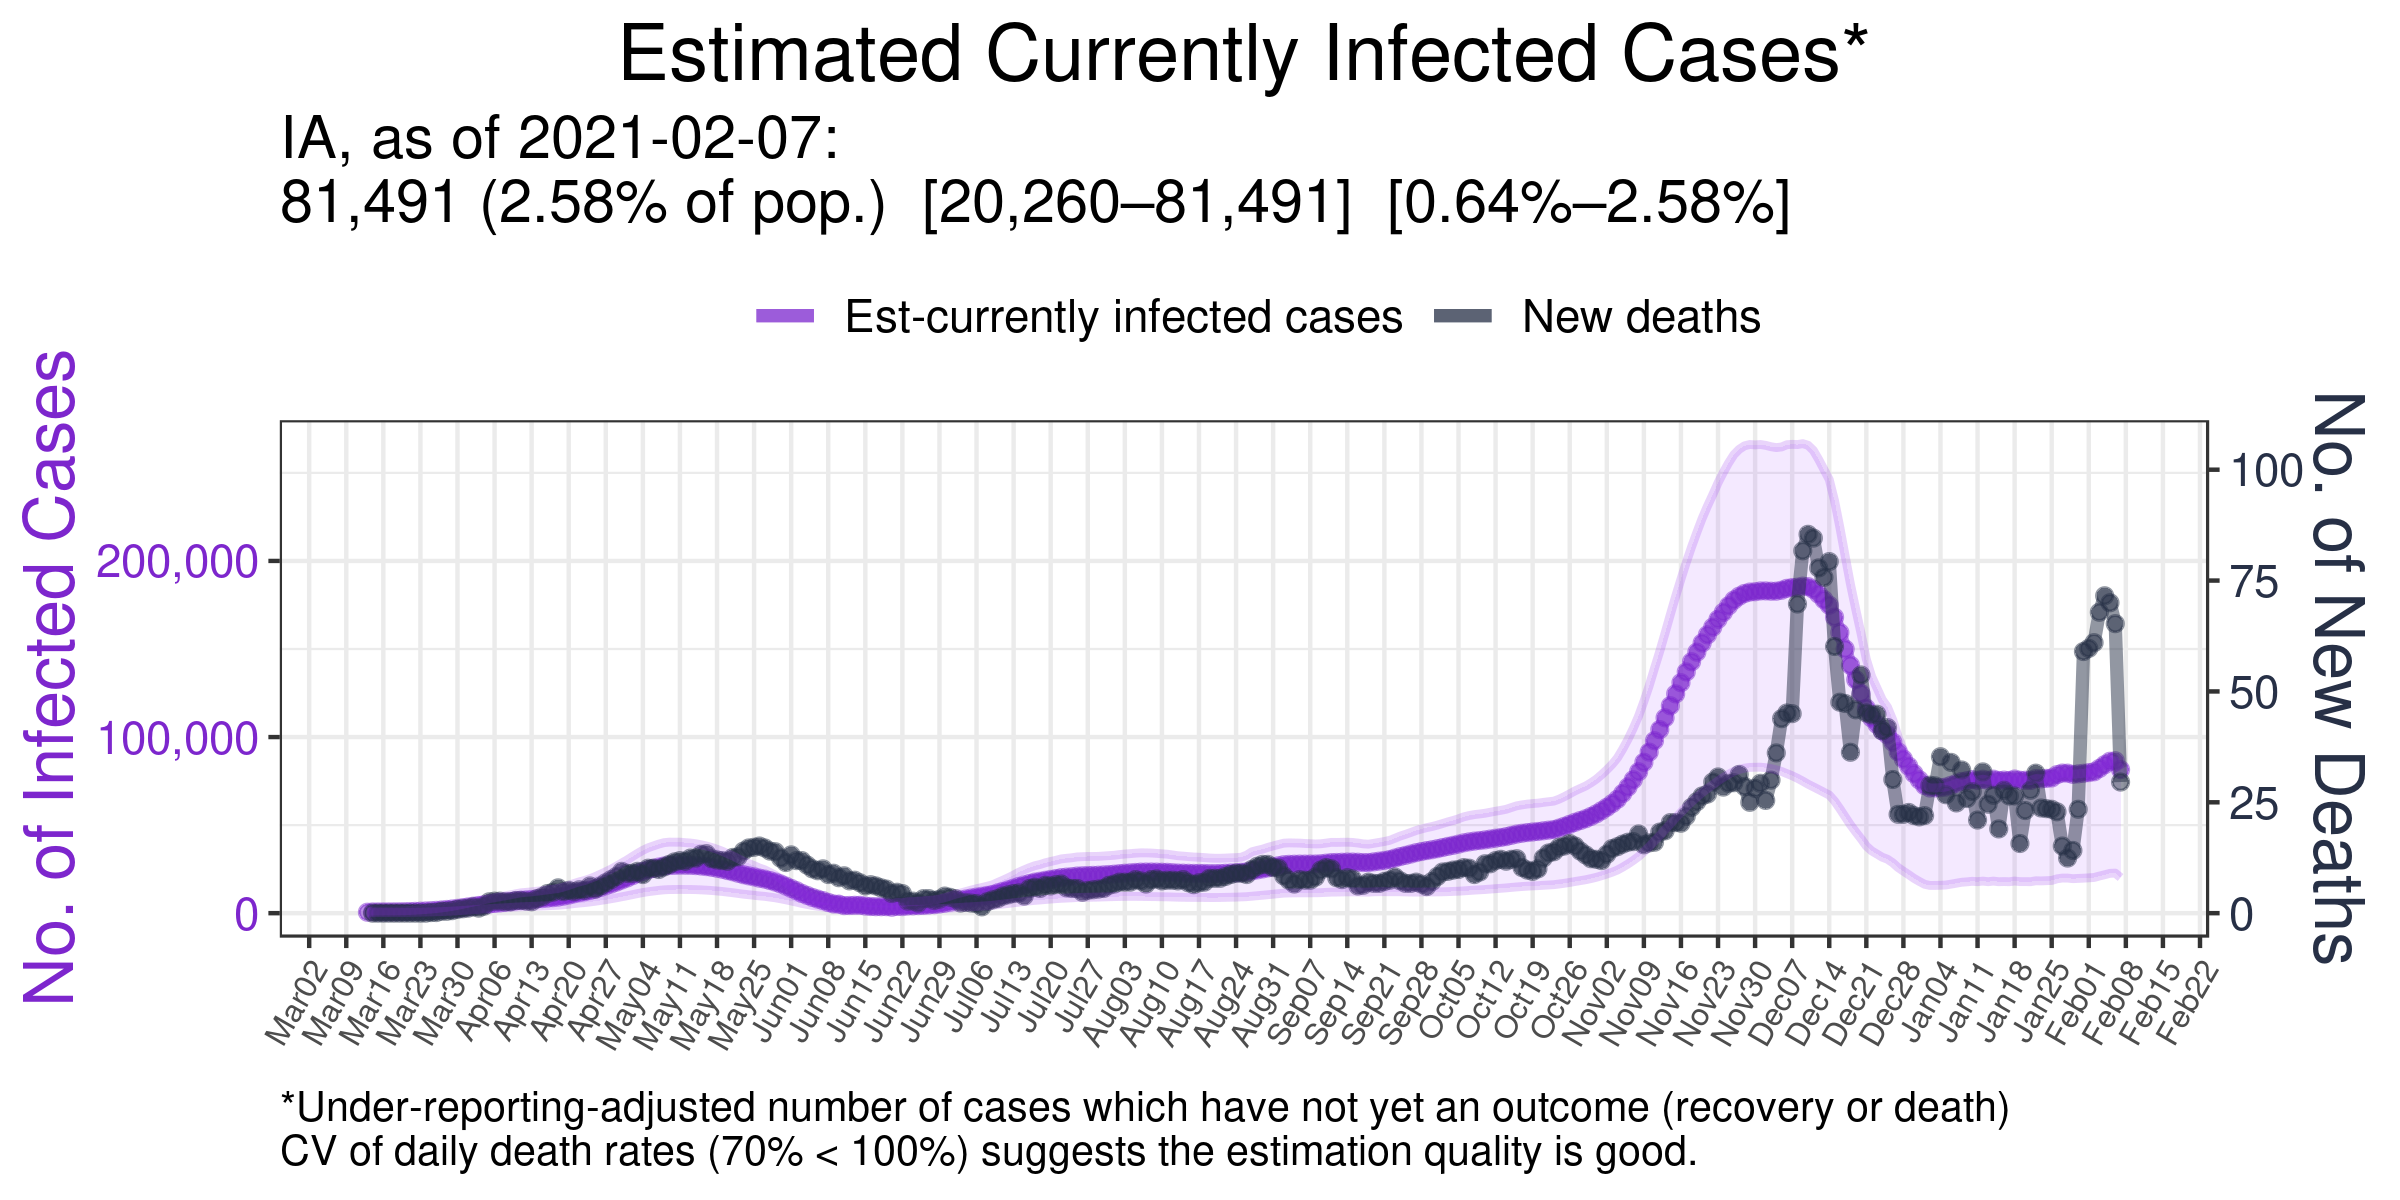 Estimated Currently Infected Cases*
IA, as of 2021-02-07:
81,491 (2.58% of pop.) [20,260–81,491] [0.64%–2.58%]
Est-currently infected cases
New deaths
No. of Infected Cases
200,000
100,000
0
No. of New Deaths
100
75
50
25
0
Mar02
Mar09
Mar16
Mar23
Mar30
Apr06
Apr13
Apr20
Apr27
May04
May11
May18
May25
Jun01
Jun08
Jun15
Jun22
Jun29
Jul06
Jul13
Jul20
Jul27
Aug03
Aug10
Aug17
Aug24
Aug31
Sep07
Sep14
Sep21
Sep28
Oct05
Oct12
Oct19
Oct26
Nov02
Nov09
Nov16
Nov23
Nov30
Dec07
Dec14
Dec21
Dec28
Jan04
Jan11
Jan18
Jan25
Feb01
Feb08
Feb15
Feb22
*Under-reporting-adjusted number of cases which have not yet an outcome (recovery or death)
CV of daily death rates (70% < 100%) suggests the estimation quality is good.